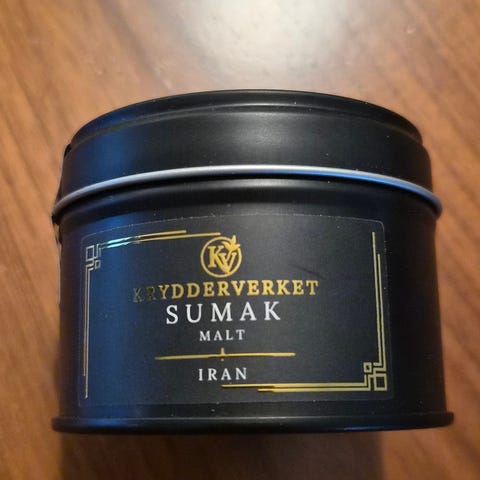 KV
KRYDDERVERKET
SUMAK
MALT
IRAN